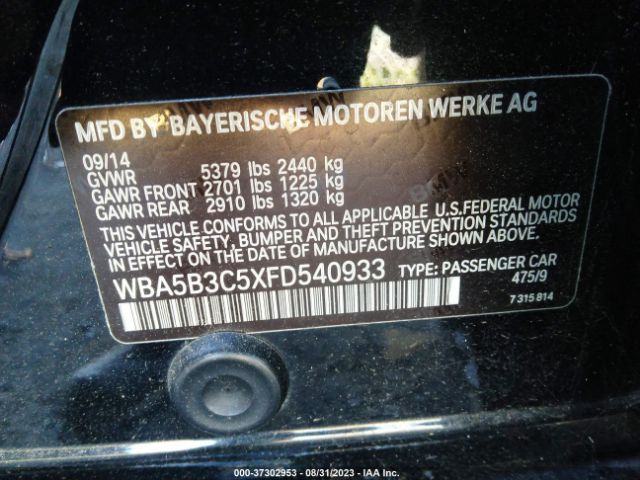 MFD BY BAYERISCHE MOTOREN WERKE AG
09/14
GVWR 5379 lbs 2440 kg
GAWR FRONT 2701 lbs 1225 kg
GAWR REAR 2910 lbs 1320 kg
THIS VEHICLE CONFORMS TO ALL APPLICABLE U.S.FEDERAL MOTOR
VEHICLE SAFETY, BUMPER AND THEFT PREVENTION STANDARDS
IN EFFECT ON THE DATE OF MANUFACTURE SHOWN ABOVE.
WBA5B3C5XFD540933 TYPE: PASSENGER CAR
475/9
7 315 814
000-37302953 - 08/31/2023 - IAA Inc.